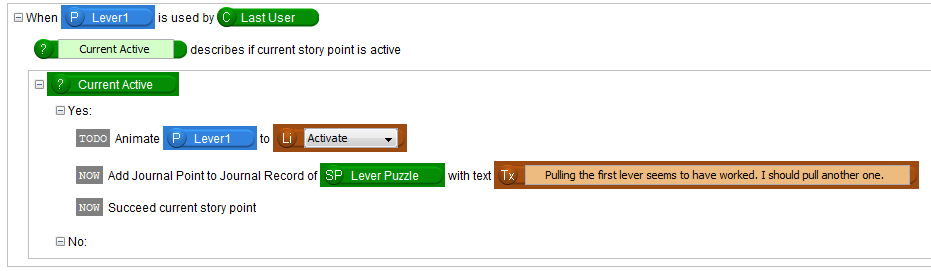 When P Lever1 is used by C Last User
? Current Active describes if current story point is active
? Current Active
Yes:
TODO Animate P Lever1 to Li Activate
NOW Add Journal Point to Journal Record of SP Lever Puzzle with text Tx Pulling the first lever seems to have worked. I should pull another one.
NOW Succeed current story point
No: